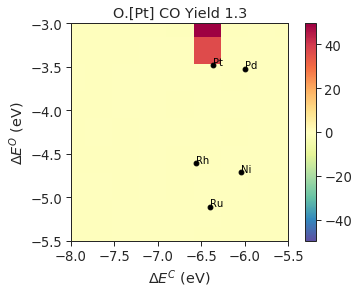 O.[Pt] CO Yield 1.3
−3.0
−3.5
−4.0
−4.5
−5.0
−5.5
ΔE^O (eV)
Pt
Pd
Rh
Ni
Ru
−8.0 −7.5 −7.0 −6.5 −6.0 −5.5
ΔE^C (eV)
40
20
0
−20
−40